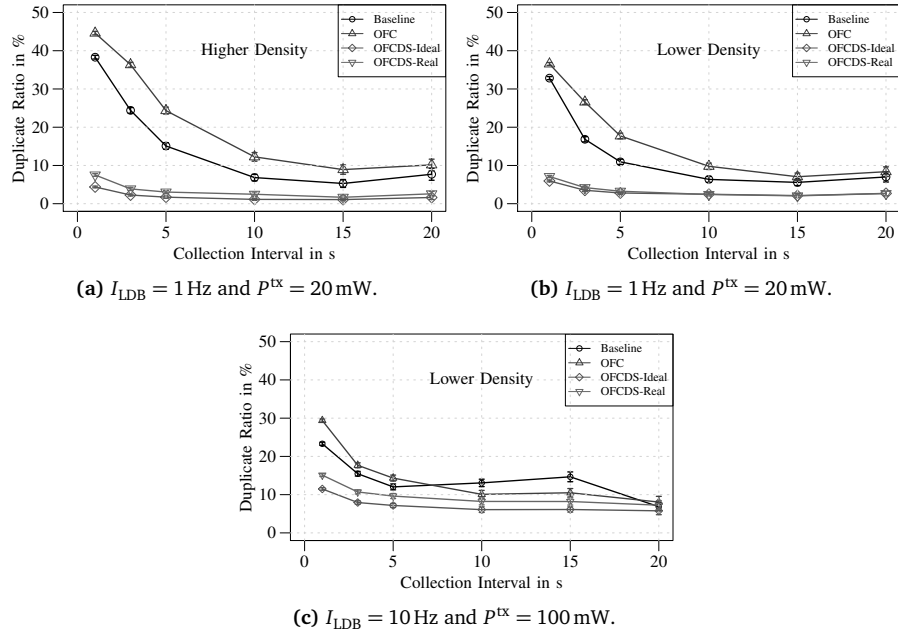 Duplicate Ratio in %
50
40
30
20
10
0
Higher Density
Baseline
OFC
OFCDS-Ideal
OFCDS-Real
0 5 10 15 20
Collection Interval in s
(a) I_LDB = 1 Hz and P^tx = 20 mW.
Duplicate Ratio in %
50
40
30
20
10
0
Lower Density
Baseline
OFC
OFCDS-Ideal
OFCDS-Real
0 5 10 15 20
Collection Interval in s
(b) I_LDB = 1 Hz and P^tx = 20 mW.
Duplicate Ratio in %
50
40
30
20
10
0
Lower Density
Baseline
OFC
OFCDS-Ideal
OFCDS-Real
0 5 10 15 20
Collection Interval in s
(c) I_LDB = 10 Hz and P^tx = 100 mW.